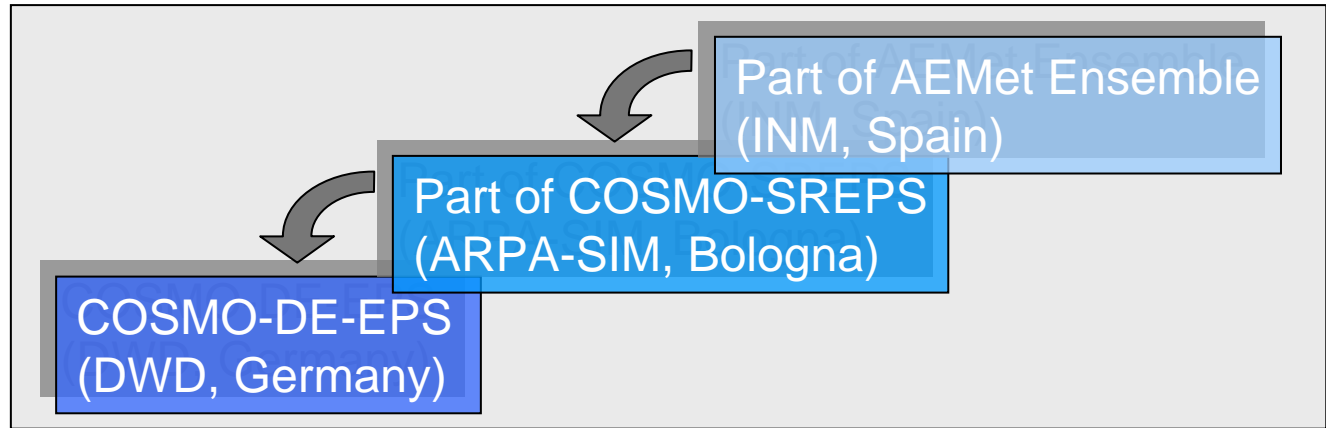 Part of AEMet Ensemble
(INM, Spain)
Part of COSMO-SREPS
(ARPA-SIM, Bologna)
COSMO-DE-EPS
(DWD, Germany)